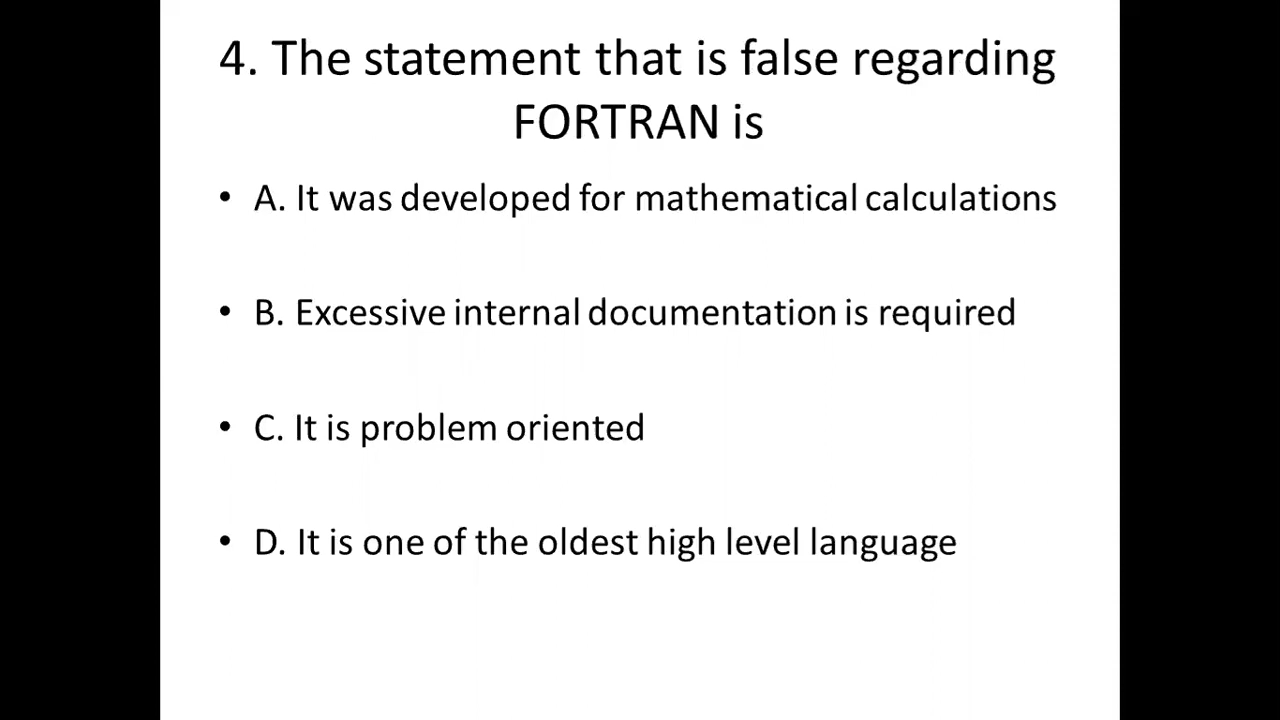 4. The statement that is false regarding
FORTRAN is
• A. It was developed for mathematical calculations
• B. Excessive internal documentation is required
• C. It is problem oriented
• D. It is one of the oldest high level language